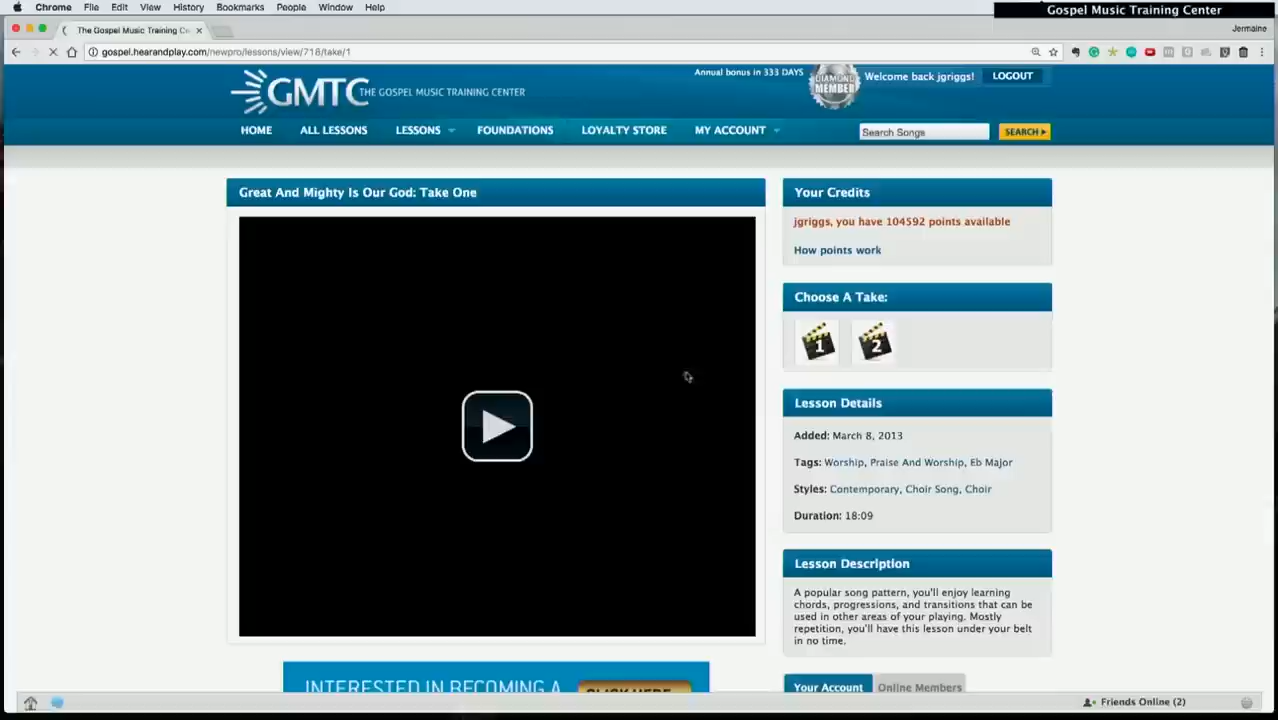 Chrome File Edit View History Bookmarks People Window Help
Gospel Music Training Center
The Gospel Music Training Ce
Jermaine
gospel.hearandplay.com/newpro/lessons/view/718/take/1
GMTC THE GOSPEL MUSIC TRAINING CENTER
Annual bonus in 333 DAYS
DIAMOND MEMBER
Welcome back jgriggs!
LOGOUT
HOME ALL LESSONS LESSONS FOUNDATIONS LOYALTY STORE MY ACCOUNT
Search Songs
SEARCH
Great And Mighty Is Our God: Take One
Your Credits
jgriggs, you have 104592 points available
How points work
Choose A Take:
1 2
Lesson Details
Added: March 8, 2013
Tags: Worship, Praise And Worship, Eb Major
Styles: Contemporary, Choir Song, Choir
Duration: 18:09
Lesson Description
A popular song pattern, you'll enjoy learning
chords, progressions, and transitions that can be
used in other areas of your playing. Mostly
repetition, you'll have this lesson under your belt
in no time.
INTERESTED IN BECOMING A
CLICK HERE
Your Account Online Members
Friends Online (2)